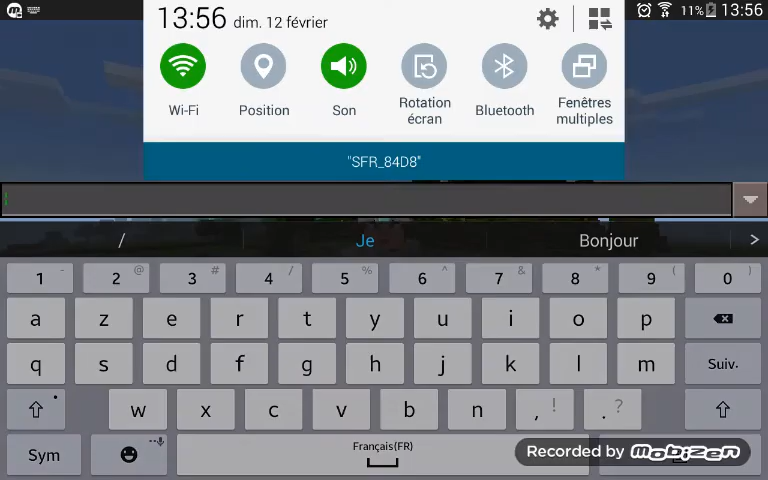 13:56 dim. 12 février
11% 13:56
Wi-Fi
Position
Son
Rotation
écran
Bluetooth
Fenêtres
multiples
"SFR_84D8"
/ Je Bonjour >
1 - 2 @ 3 # 4 / 5 % 6 ^ 7 & 8 * 9 ( 0 )
a z e r t y u i o p
q s d f g h j k l m Suiv.
w x c v b n , ! . ?
Sym
Français(FR)
Recorded by mobizen